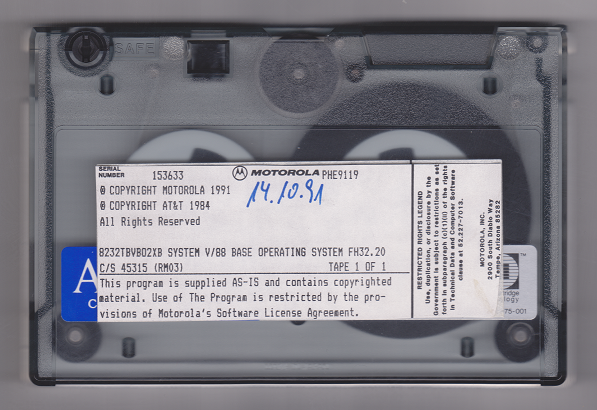 SAFE
SERIAL
NUMBER
153633
MOTOROLA PHE9119
@ COPYRIGHT MOTOROLA 1991
14.10.91
@ COPYRIGHT AT&T 1984
All Rights Reserved
B232TBVB02XB SYSTEM V/88 BASE OPERATING SYSTEM FH32.20
C/S 45315 (RM03) TAPE 1 OF 1
This program is supplied AS-IS and contains copyrighted
material. Use of The Program is restricted by the pro-
visions of Motorola's Software License Agreement.
RESTRICTED RIGHTS LEGEND
Use, duplication, or disclosure by the
Government is subject to restrictions as set
forth in subparagraph (c)(1)(ii) of the rights
in Technical Data and Computer Software
clause at 52.227-7013.
MOTOROLA, INC.
2900 South Diablo Way
Tempe, Arizona 85282
A
C
TM
-75-001